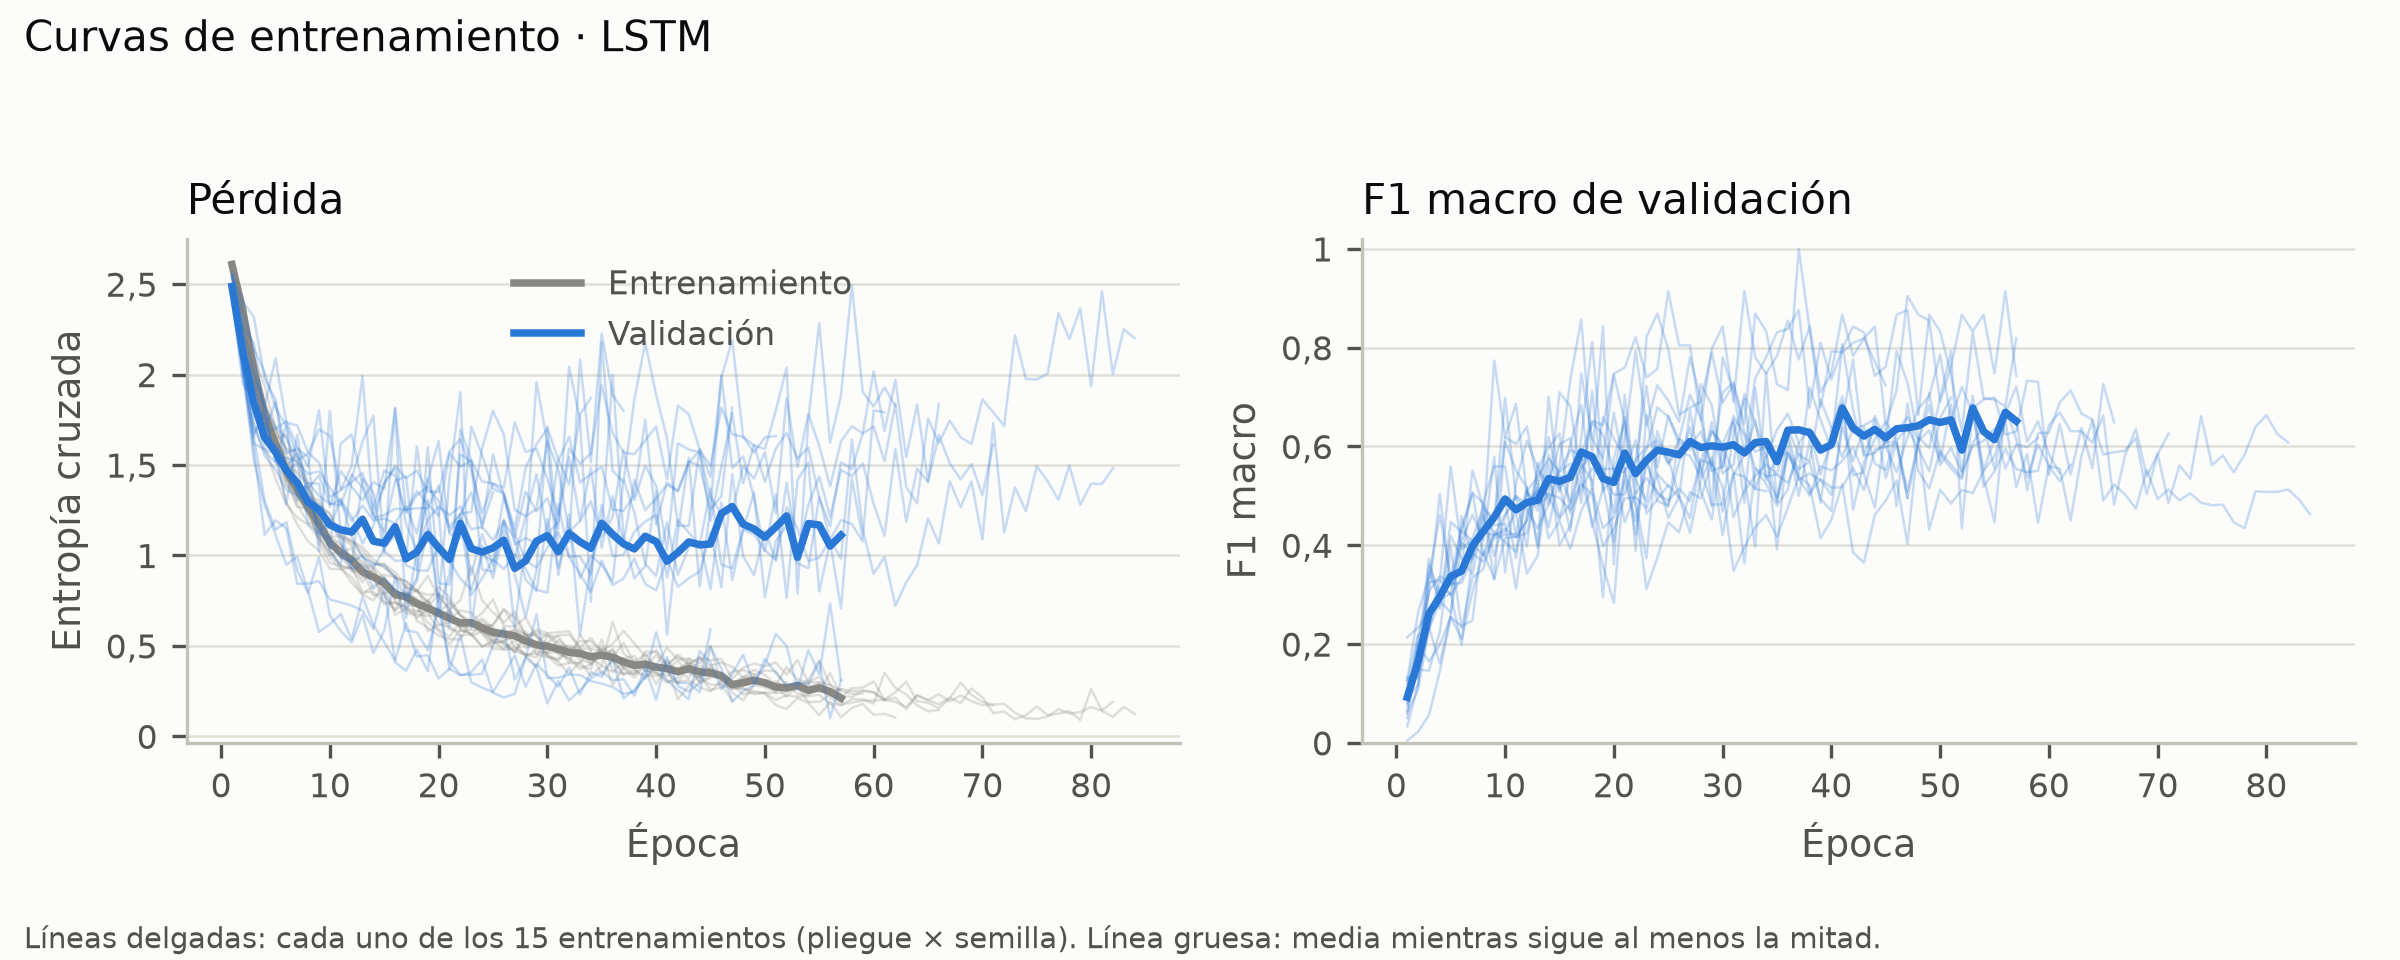 Curvas de entrenamiento · LSTM
Pérdida
Entropía cruzada
2,5
2
1,5
1
0,5
0
Entrenamiento
Validación
0 10 20 30 40 50 60 70 80
Época
F1 macro de validación
F1 macro
1
0,8
0,6
0,4
0,2
0
0 10 20 30 40 50 60 70 80
Época
Líneas delgadas: cada uno de los 15 entrenamientos (pliegue × semilla). Línea gruesa: media mientras sigue al menos la mitad.